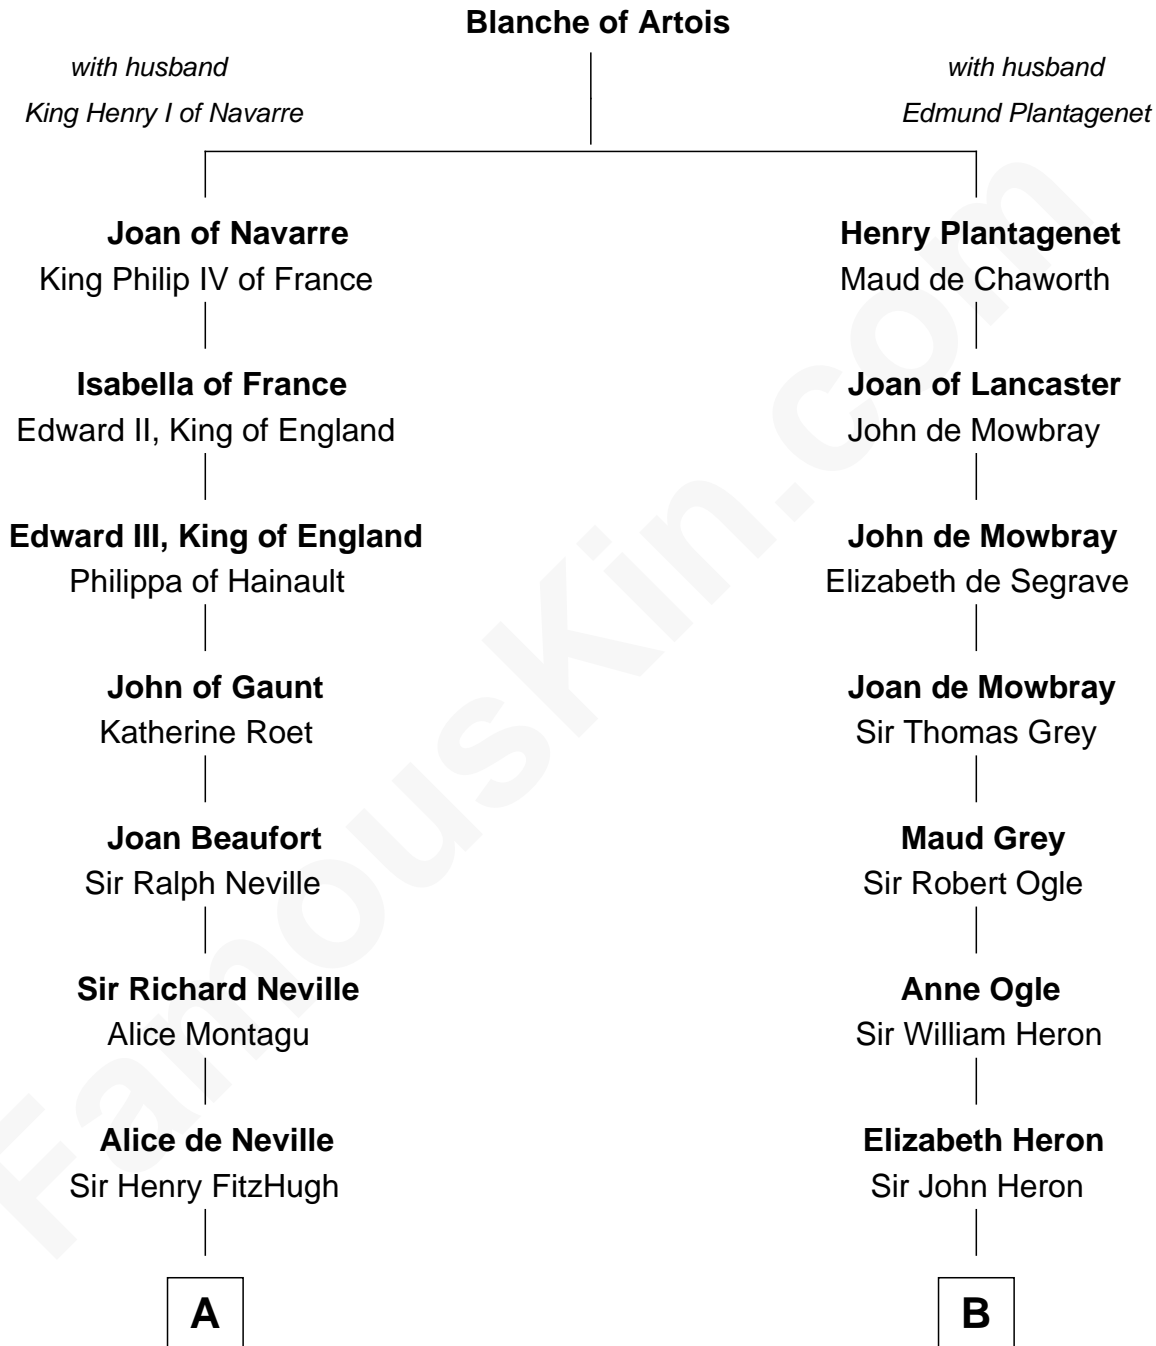 Blanche of Artois
with husband
King Henry I of Navarre
with husband
Edmund Plantagenet
Joan of Navarre
King Philip IV of France
Henry Plantagenet
Maud de Chaworth
Isabella of France
Edward II, King of England
Joan of Lancaster
John de Mowbray
Edward III, King of England
Philippa of Hainault
John de Mowbray
Elizabeth de Segrave
John of Gaunt
Katherine Roet
Joan de Mowbray
Sir Thomas Grey
Joan Beaufort
Sir Ralph Neville
Maud Grey
Sir Robert Ogle
Sir Richard Neville
Alice Montagu
Anne Ogle
Sir William Heron
Alice de Neville
Sir Henry FitzHugh
Elizabeth Heron
Sir John Heron
A
B
FamousKin.com